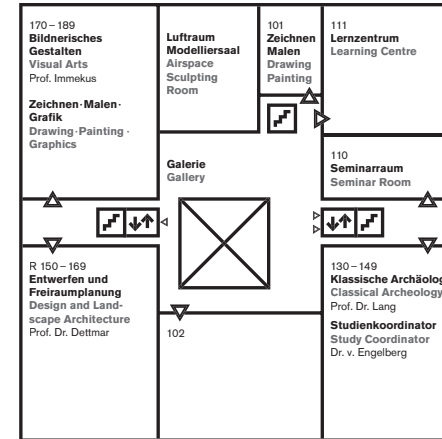 170–189
Bildnerisches
Gestalten
Visual Arts
Prof. Immekus
Zeichnen·Malen·
Grafik
Drawing·Painting·
Graphics
Luftraum
Modelliersaal
Airspace
Sculpting
Room
101
Zeichnen
Malen
Drawing
Painting
111
Lernzentrum
Learning Centre
Galerie
Gallery
110
Seminarraum
Seminar Room
R 150–169
Entwerfen und
Freiraumplanung
Design and Land-
scape Architecture
Prof. Dr. Dettmar
102
130–149
Klassische Archäolog
Classical Archeology
Prof. Dr. Lang
Studienkoordinator
Study Coordinator
Dr. v. Engelberg